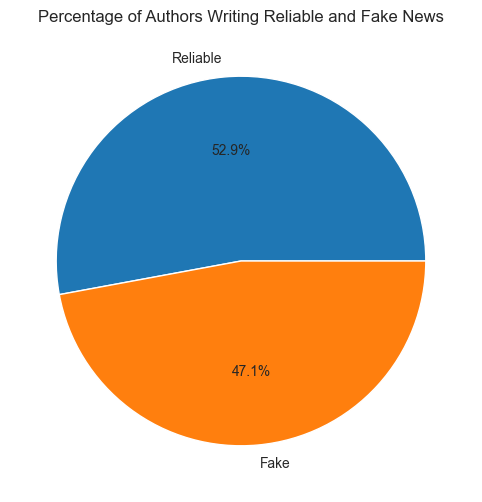 Percentage of Authors Writing Reliable and Fake News
Reliable
52.9%
47.1%
Fake